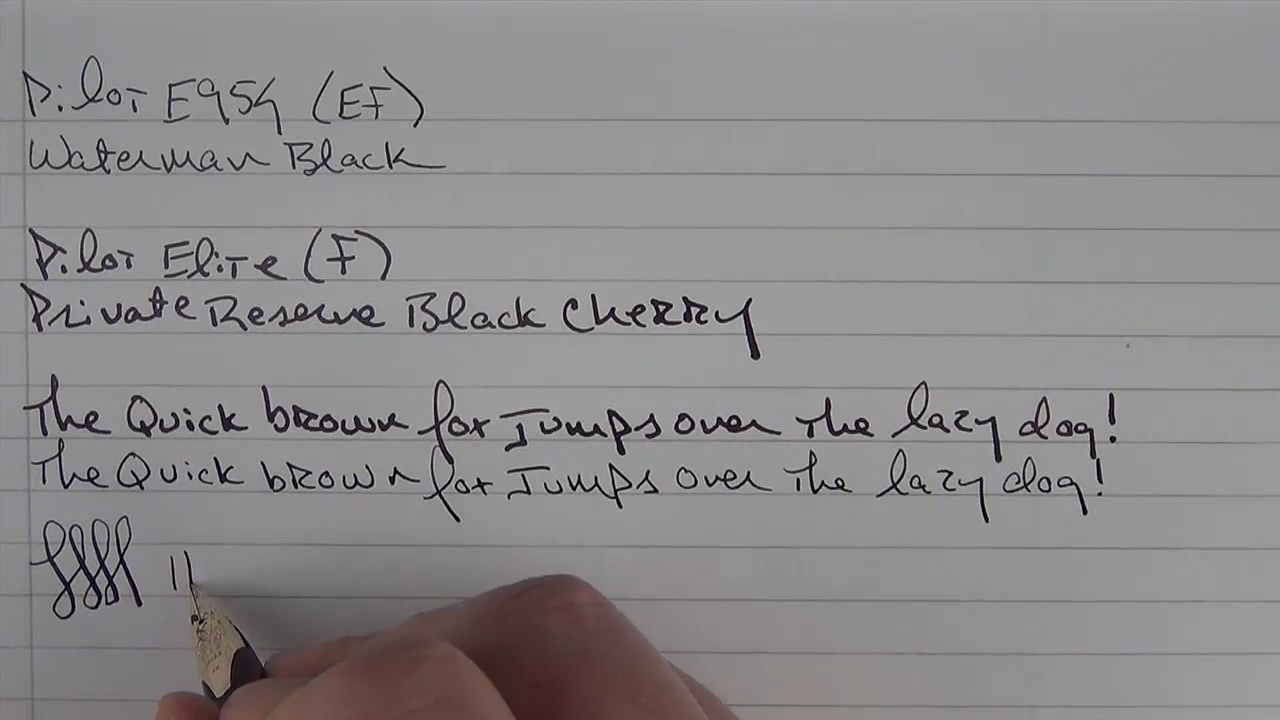 Pilot E95s (EF)
Waterman Black
Pilot Elite (F)
Private Reserve Black Cherry
The Quick brown fox Jumps over the lazy dog!
The Quick brown fox Jumps over the lazy dog!